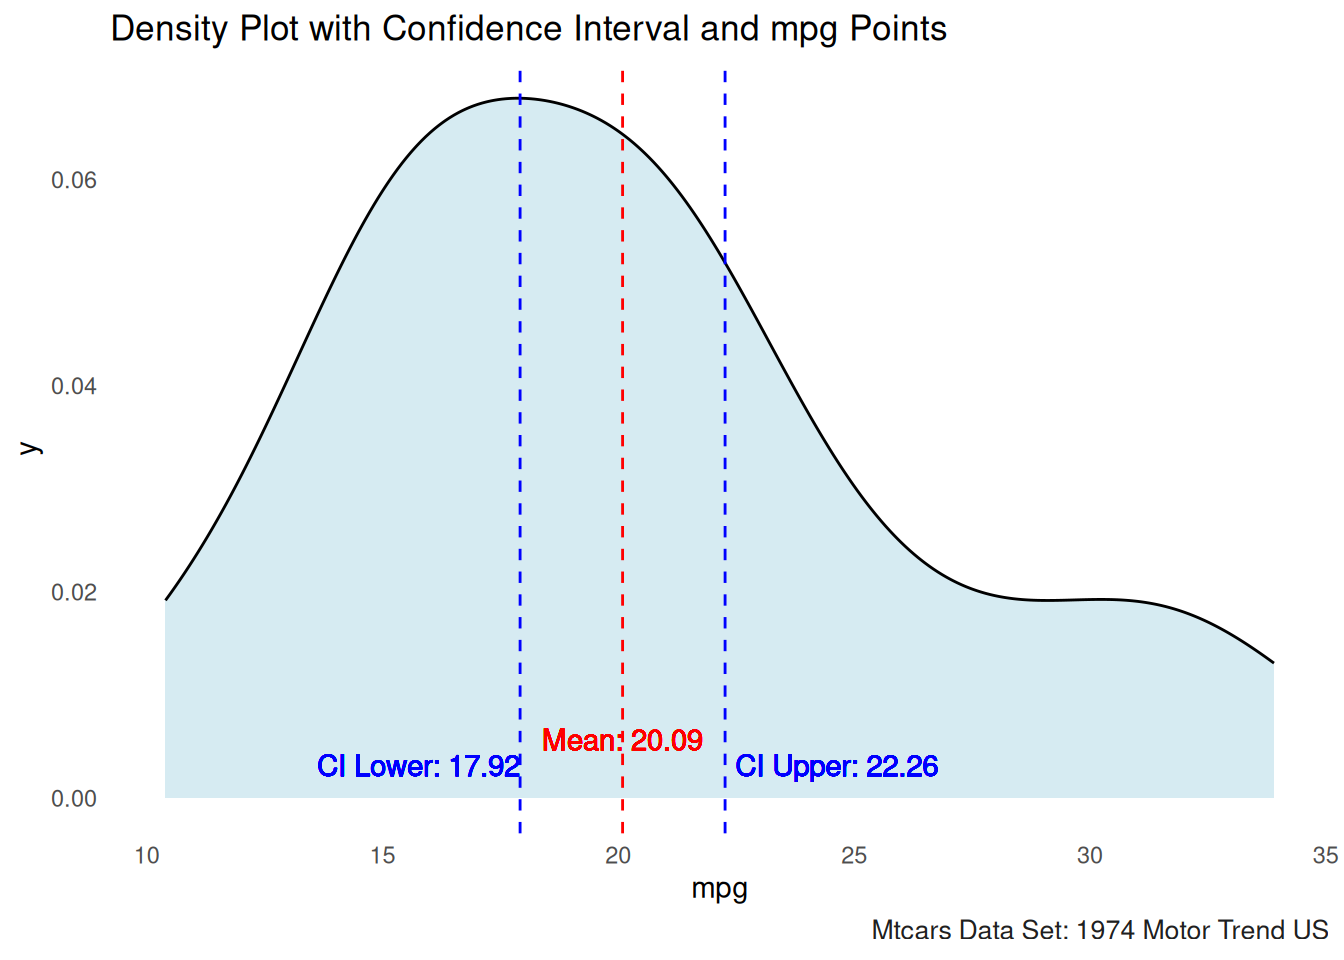 Density Plot with Confidence Interval and mpg Points
0.06
0.04
y
0.02
Mean: 20.09
CI Lower: 17.92
CI Upper: 22.26
0.00
10 15 20 25 30 35
mpg
Mtcars Data Set: 1974 Motor Trend US